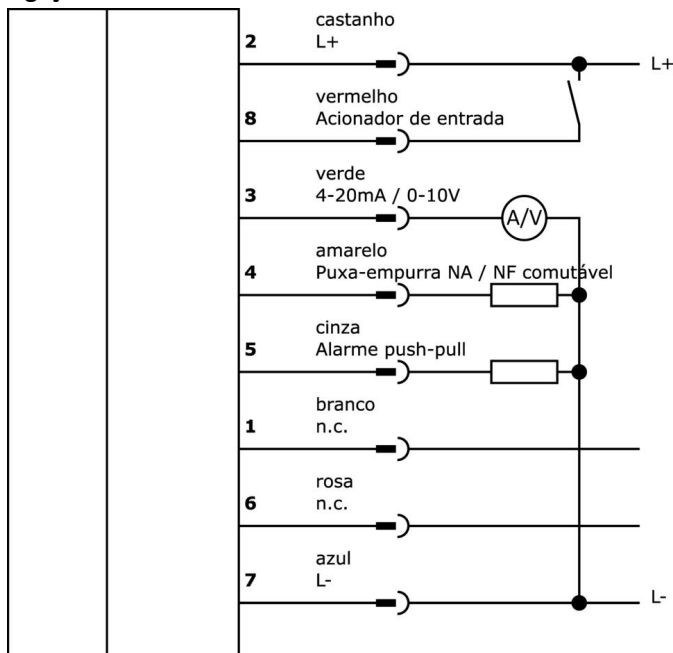 castanho
2 L+
L+
vermelho
8 Acionador de entrada
verde
3 4-20mA / 0-10V
A/V
amarelo
4 Puxa-empurra NA / NF comutável
cinza
5 Alarme push-pull
branco
1 n.c.
rosa
6 n.c.
azul
7 L-
L-